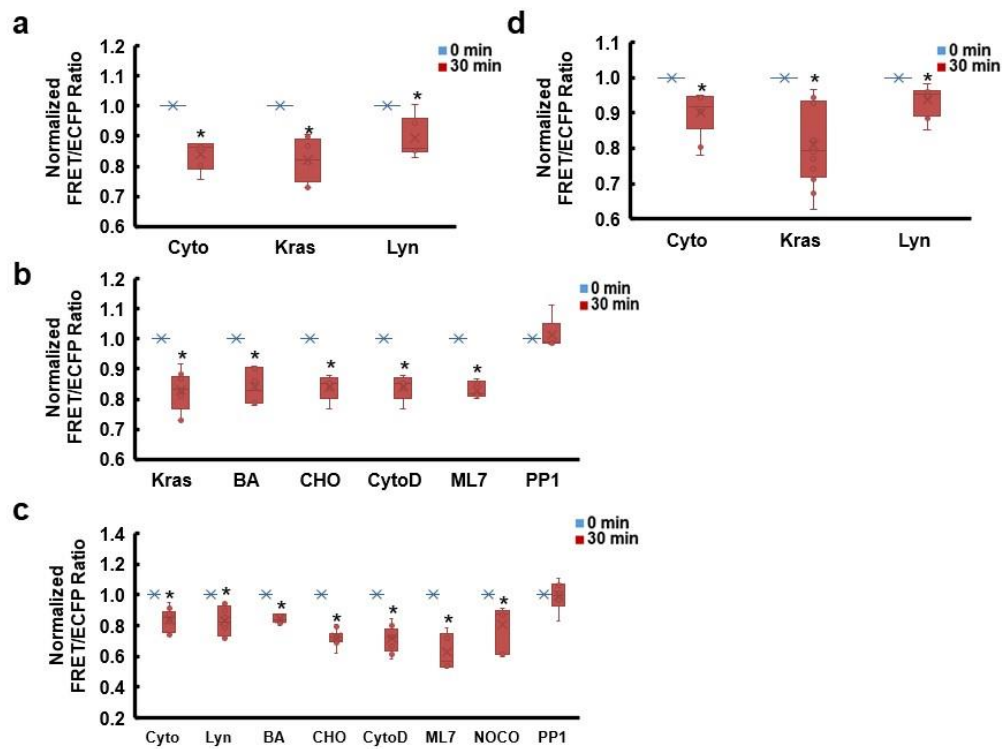 a
Normalized
FRET/ECFP Ratio
1.2
1.1
1.0
0.9
0.8
0.7
0.6
0 min
30 min
*
*
*
Cyto Kras Lyn
d
Normalized
FRET/ECFP Ratio
1.1
1.0
0.9
0.8
0.7
0.6
0 min
30 min
*
*
*
Cyto Kras Lyn
b
Normalized
FRET/ECFP Ratio
1.2
1.1
1.0
0.9
0.8
0.7
0.6
0 min
30 min
* * * * *
Kras BA CHO CytoD ML7 PP1
c
Normalized
FRET/ECFP Ratio
1.4
1.2
1.0
0.8
0.6
0.4
0.2
0 min
30 min
* * * * * * *
Cyto Lyn BA CHO CytoD ML7 NOCO PP1